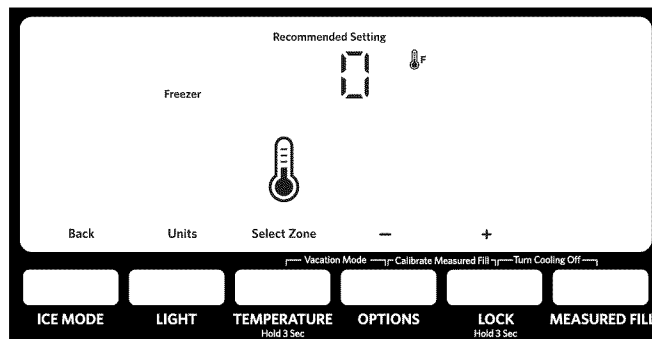 Recommended Setting
0 F
Freezer
Back Units Select Zone – +
Vacation Mode Calibrate Measured Fill Turn Cooling Off
ICE MODE LIGHT TEMPERATURE OPTIONS LOCK MEASURED FILL
Hold 3 Sec Hold 3 Sec